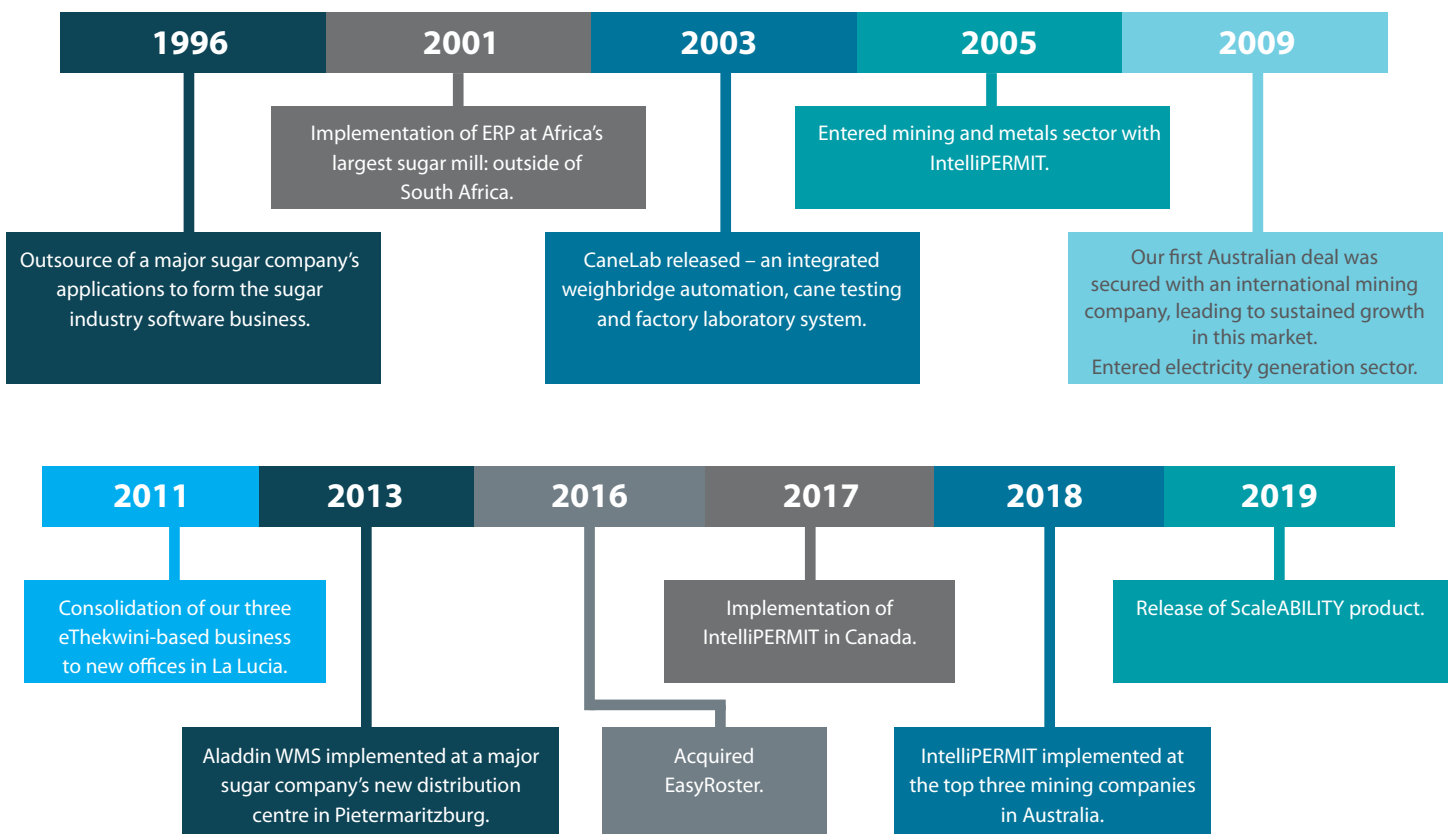 1996
2001
2003
2005
2009
Implementation of ERP at Africa's
largest sugar mill: outside of
South Africa.
Entered mining and metals sector with
IntelliPERMIT.
Outsource of a major sugar company's
applications to form the sugar
industry software business.
CaneLab released – an integrated
weighbridge automation, cane testing
and factory laboratory system.
Our first Australian deal was
secured with an international mining
company, leading to sustained growth
in this market.
Entered electricity generation sector.
2011
2013
2016
2017
2018
2019
Consolidation of our three
eThekwini-based business
to new offices in La Lucia.
Implementation of
IntelliPERMIT in Canada.
Release of ScaleABILITY product.
Aladdin WMS implemented at a major
sugar company's new distribution
centre in Pietermaritzburg.
Acquired
EasyRoster.
IntelliPERMIT implemented at
the top three mining companies
in Australia.